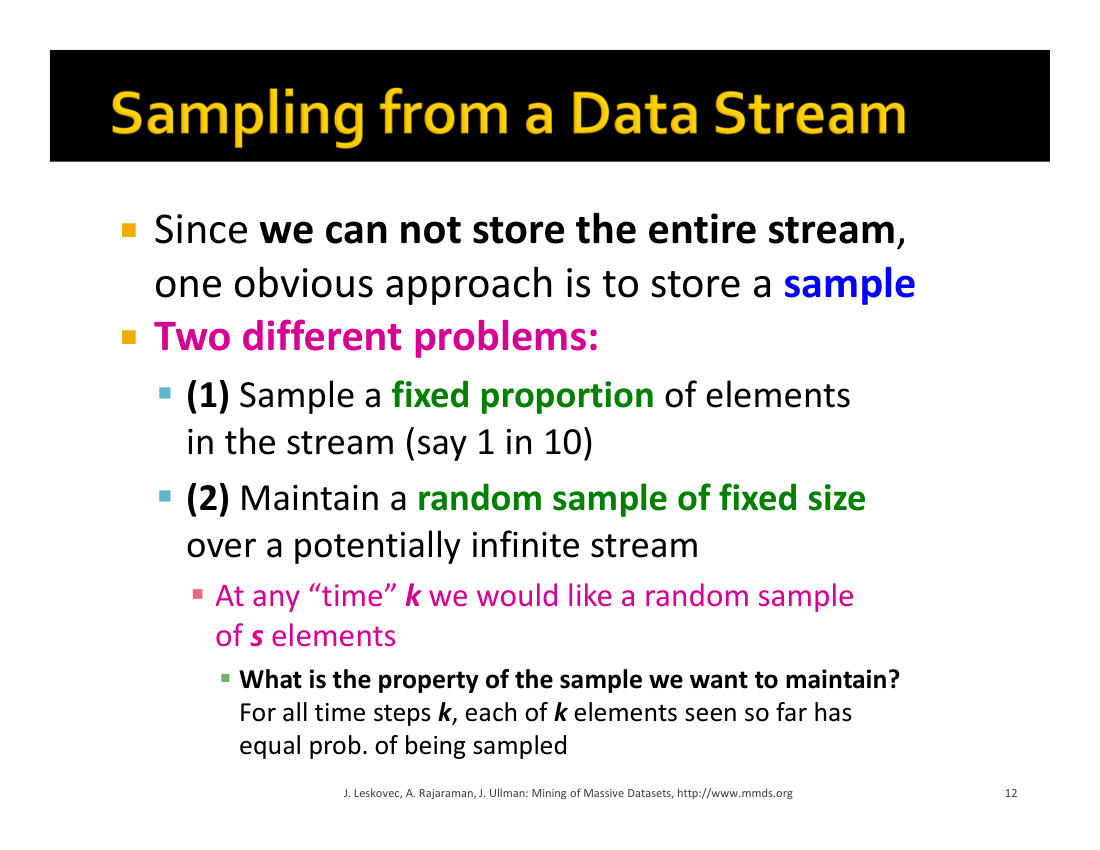 Sampling from a Data Stream
Since we can not store the entire stream,
one obvious approach is to store a sample
Two different problems:
(1) Sample a fixed proportion of elements
in the stream (say 1 in 10)
(2) Maintain a random sample of fixed size
over a potentially infinite stream
At any “time” k we would like a random sample
of s elements
What is the property of the sample we want to maintain?
For all time steps k, each of k elements seen so far has
equal prob. of being sampled
J. Leskovec, A. Rajaraman, J. Ullman: Mining of Massive Datasets, http://www.mmds.org
12